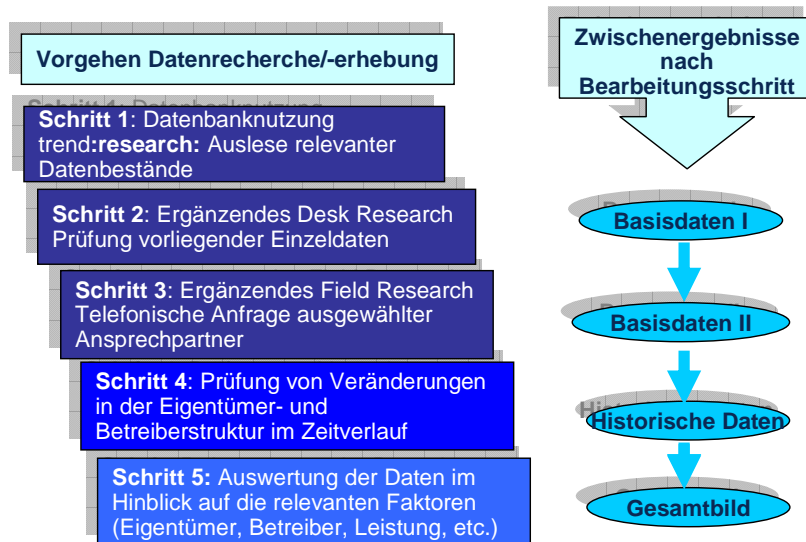 Vorgehen Datenrecherche/-erhebung
Schritt 1: Datenbanknutzung
trend:research: Auslese relevanter
Datenbestände
Schritt 2: Ergänzendes Desk Research
Prüfung vorliegender Einzeldaten
Schritt 3: Ergänzendes Field Research
Telefonische Anfrage ausgewählter
Ansprechpartner
Schritt 4: Prüfung von Veränderungen
in der Eigentümer- und
Betreiberstruktur im Zeitverlauf
Schritt 5: Auswertung der Daten im
Hinblick auf die relevanten Faktoren
(Eigentümer, Betreiber, Leistung, etc.)
Zwischenergebnisse
nach
Bearbeitungsschritt
Basisdaten I
Basisdaten II
Historische Daten
Gesamtbild